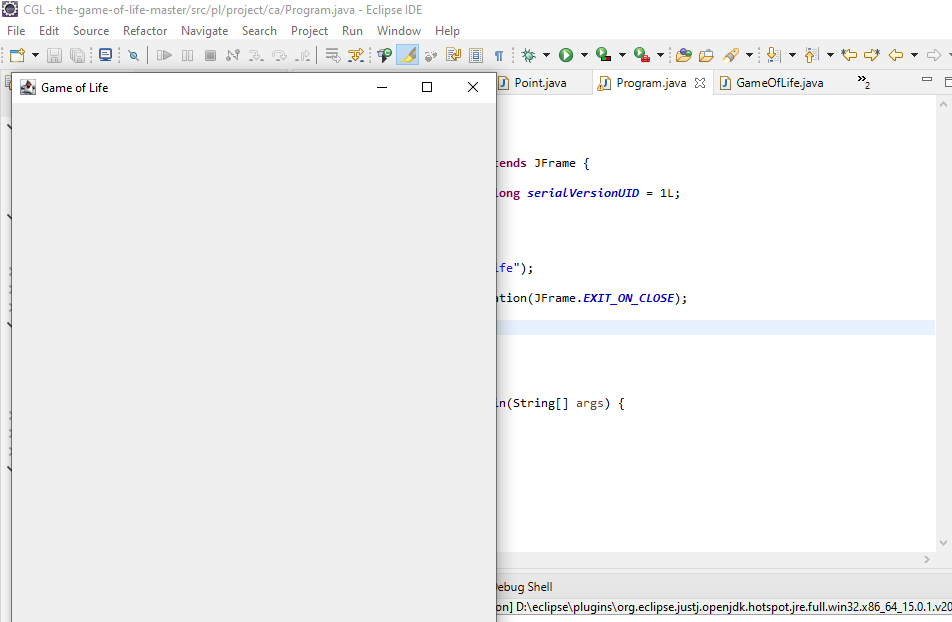 CGL - the-game-of-life-master/src/pl/project/ca/Program.java - Eclipse IDE
File Edit Source Refactor Navigate Search Project Run Window Help
Game of Life
Point.java Program.java GameOfLife.java »2
tends JFrame {
long serialVersionUID = 1L;
ife");
ation(JFrame.EXIT_ON_CLOSE);
in(String[] args) {
Debug Shell
on] D:\eclipse\plugins\org.eclipse.justj.openjdk.hotspot.jre.full.win32.x86_64_15.0.1.v20